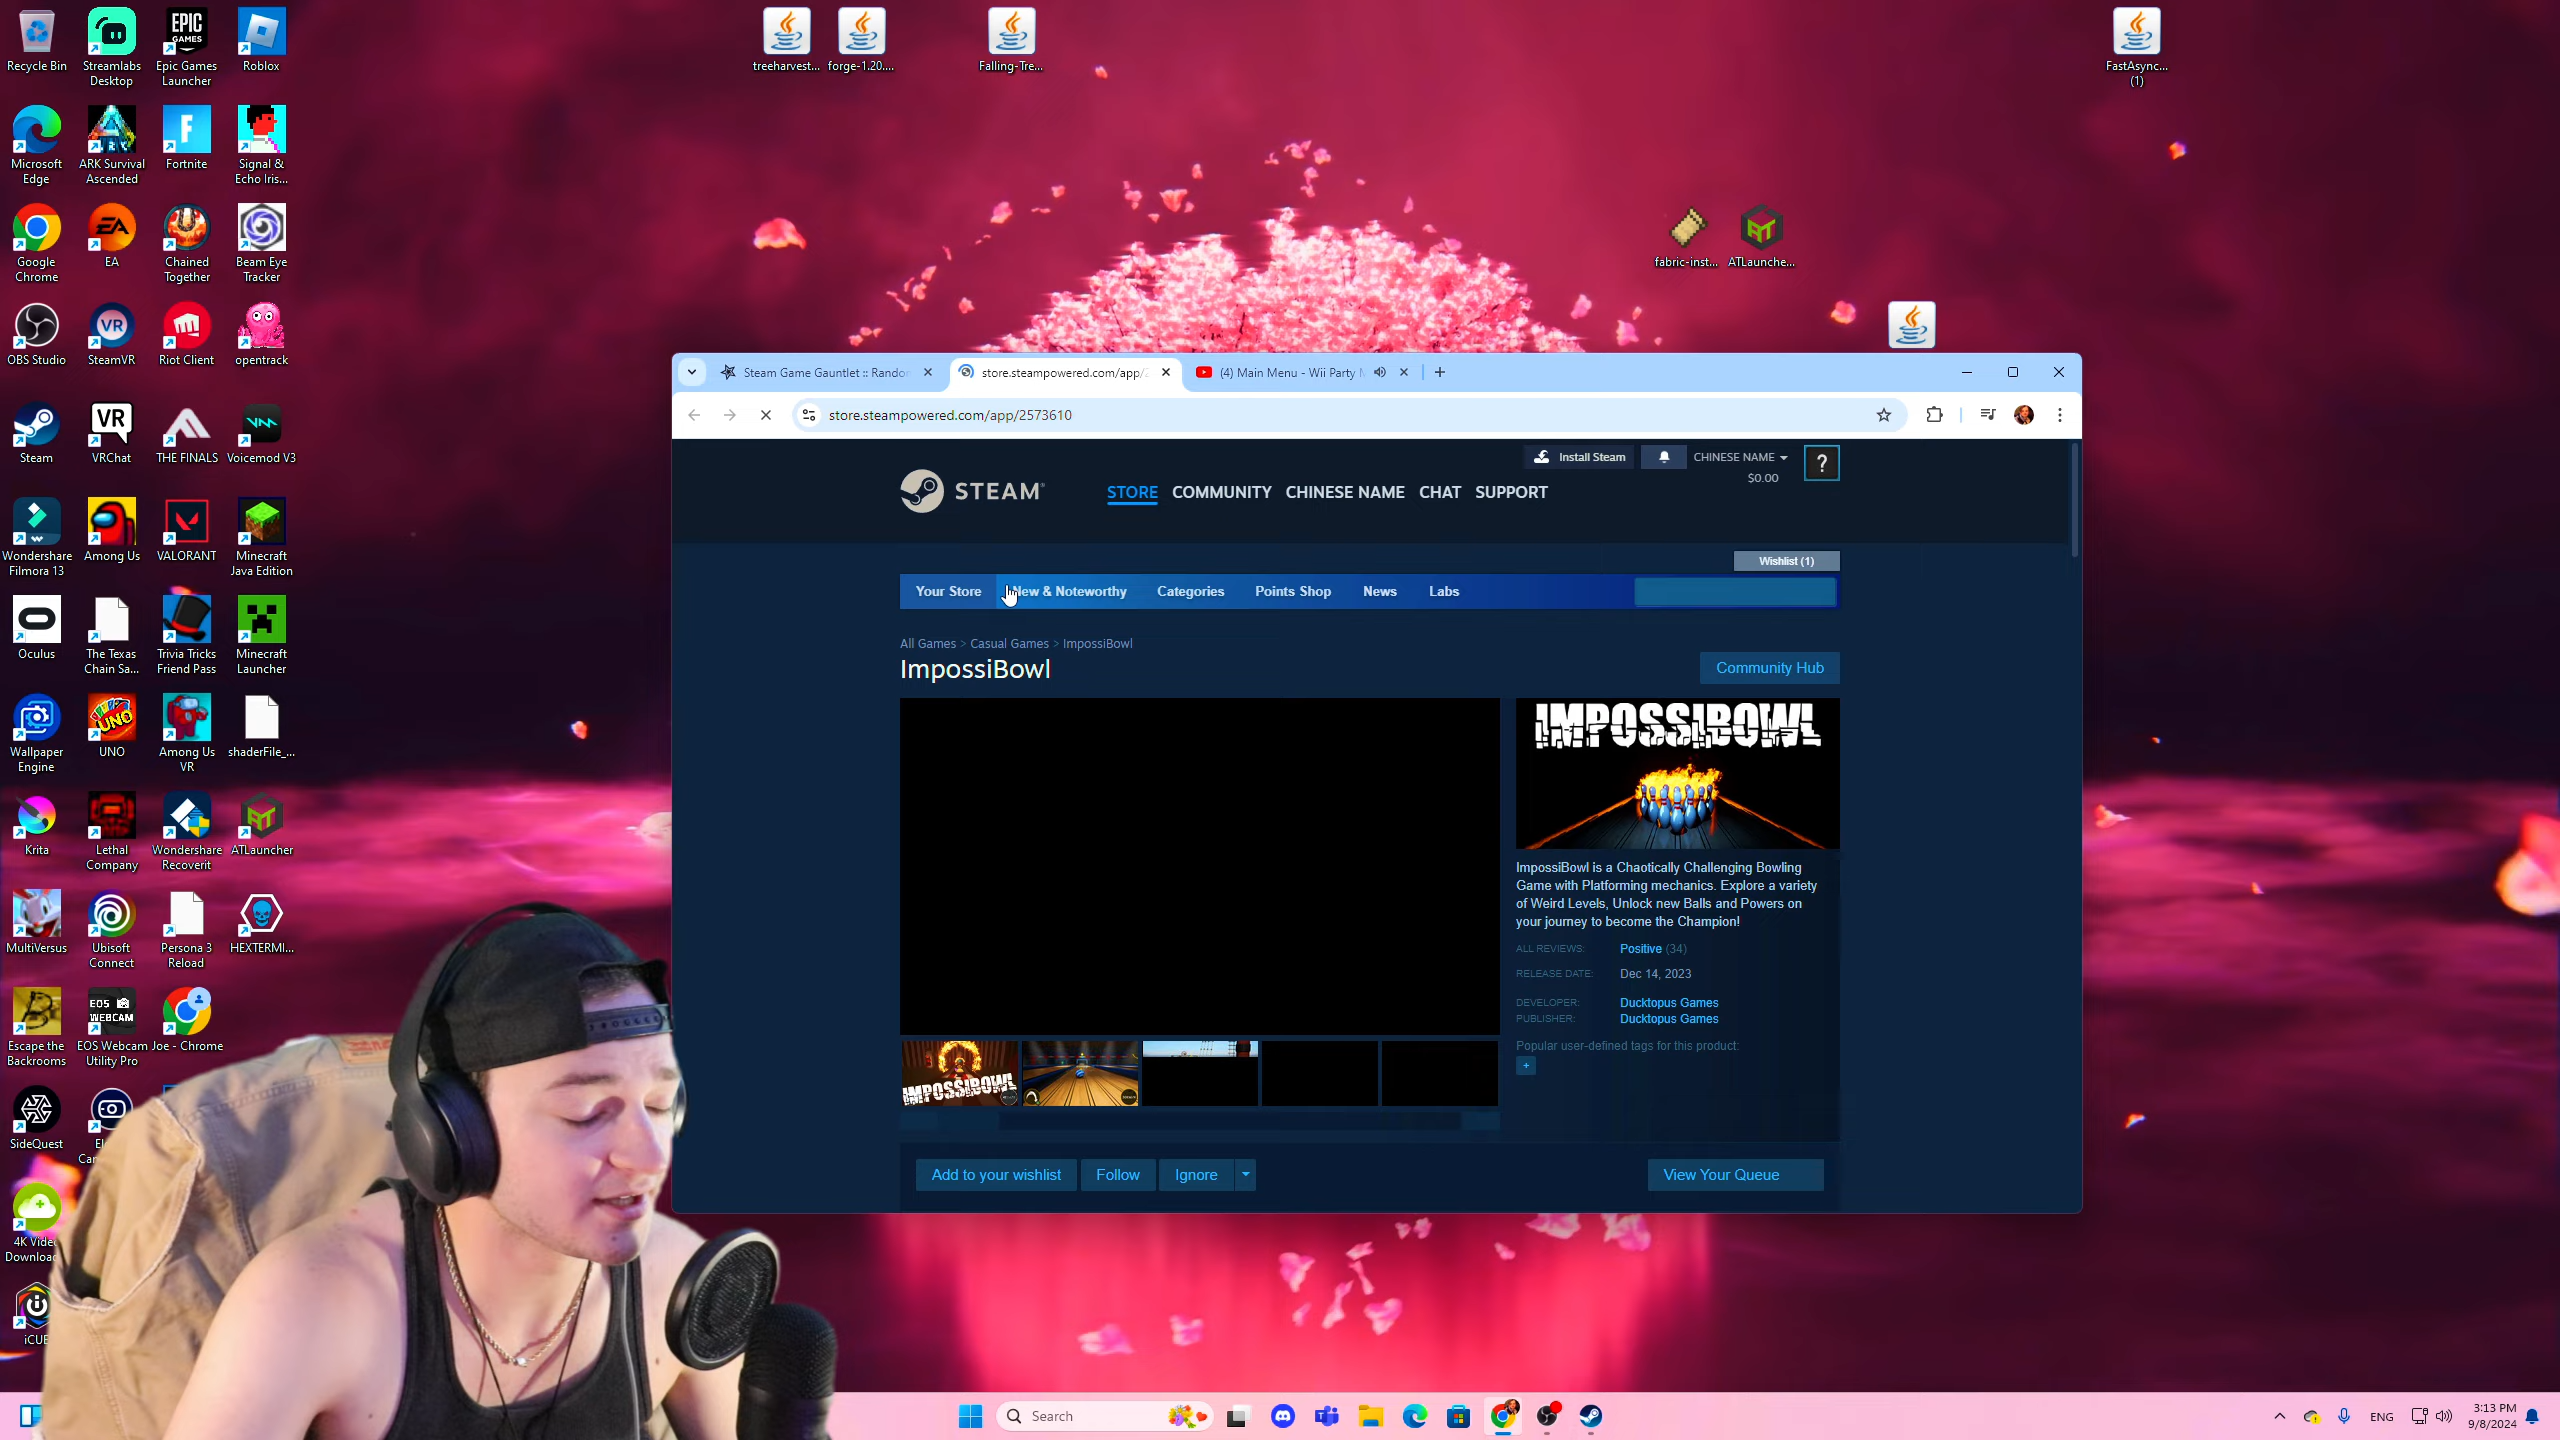 Recycle Bin
Streamlabs Desktop
Epic Games Launcher
Roblox
treeharvest...
forge-1.20....
Falling-Tre...
FastAsync... (1)
Microsoft Edge
ARK Survival Ascended
Fortnite
Signal & Echo Iris...
Google Chrome
EA
Chained Together
Beam Eye Tracker
fabric-inst...
ATLaunche...
OBS Studio
SteamVR
Riot Client
opentrack
Steam
VRChat
THE FINALS
Voicemod V3
Wondershare Filmora 13
Among Us
VALORANT
Minecraft Java Edition
Oculus
The Texas Chain Sa...
Trivia Tricks Friend Pass
Minecraft Launcher
Wallpaper Engine
UNO
Among Us VR
shaderFile_...
Krita
Lethal Company
Wondershare Recoverit
ATLauncher
MultiVersus
Ubisoft Connect
Persona 3 Reload
HEXTERMI...
Escape the Backrooms
EOS Webcam Utility Pro
Joe - Chrome
SideQuest
4K Vide
Downloa
iCUE
Steam Game Gauntlet :: Rando
store.steampowered.com/app/2
(4) Main Menu - Wii Party
store.steampowered.com/app/2573610
Install Steam
CHINESE NAME
$0.00
STEAM
STORE
COMMUNITY
CHINESE NAME
CHAT
SUPPORT
Wishlist (1)
Your Store
New & Noteworthy
Categories
Points Shop
News
Labs
All Games > Casual Games > ImpossiBowl
ImpossiBowl
Community Hub
IMPOSSIBOWL
ImpossiBowl is a Chaotically Challenging Bowling
Game with Platforming mechanics. Explore a variety
of Weird Levels, Unlock new Balls and Powers on
your journey to become the Champion!
ALL REVIEWS: Positive (34)
RELEASE DATE: Dec 14, 2023
DEVELOPER: Ducktopus Games
PUBLISHER: Ducktopus Games
Popular user-defined tags for this product:
+
IMPOSSIBOWL
Add to your wishlist
Follow
Ignore
View Your Queue
Search
ENG
3:13 PM
9/8/2024